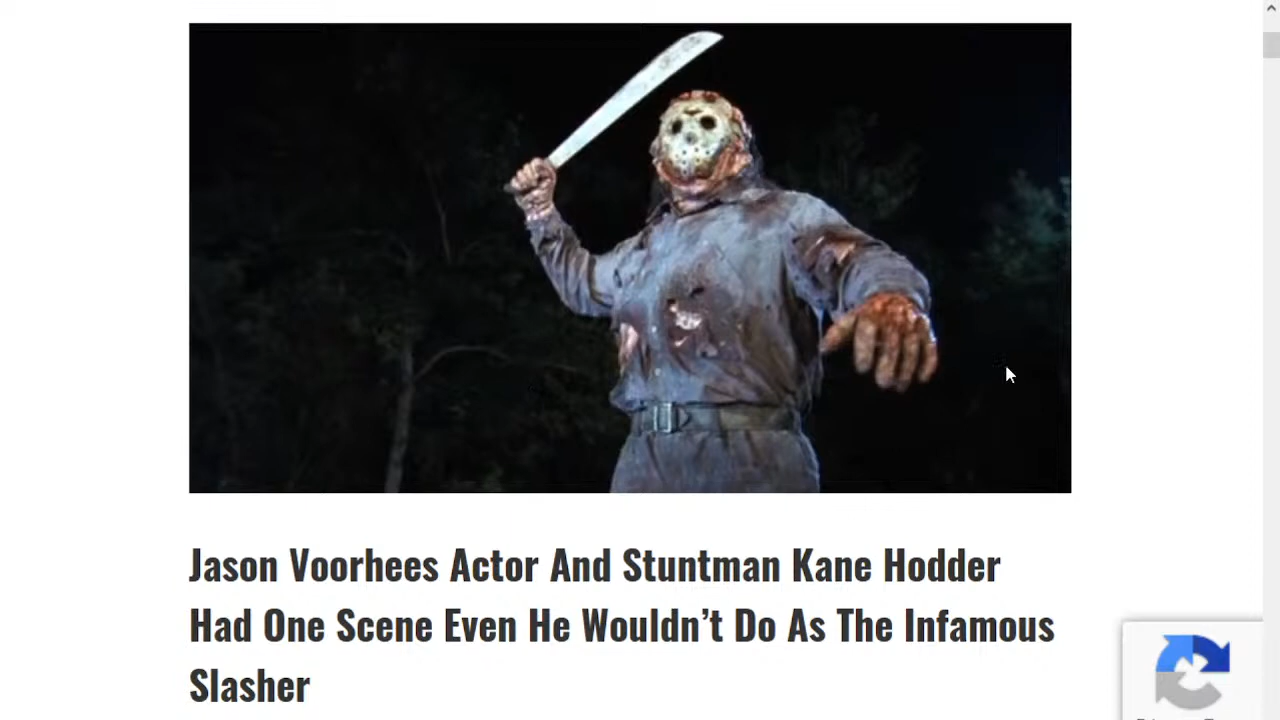 Jason Voorhees Actor And Stuntman Kane Hodder
Had One Scene Even He Wouldn’t Do As The Infamous
Slasher